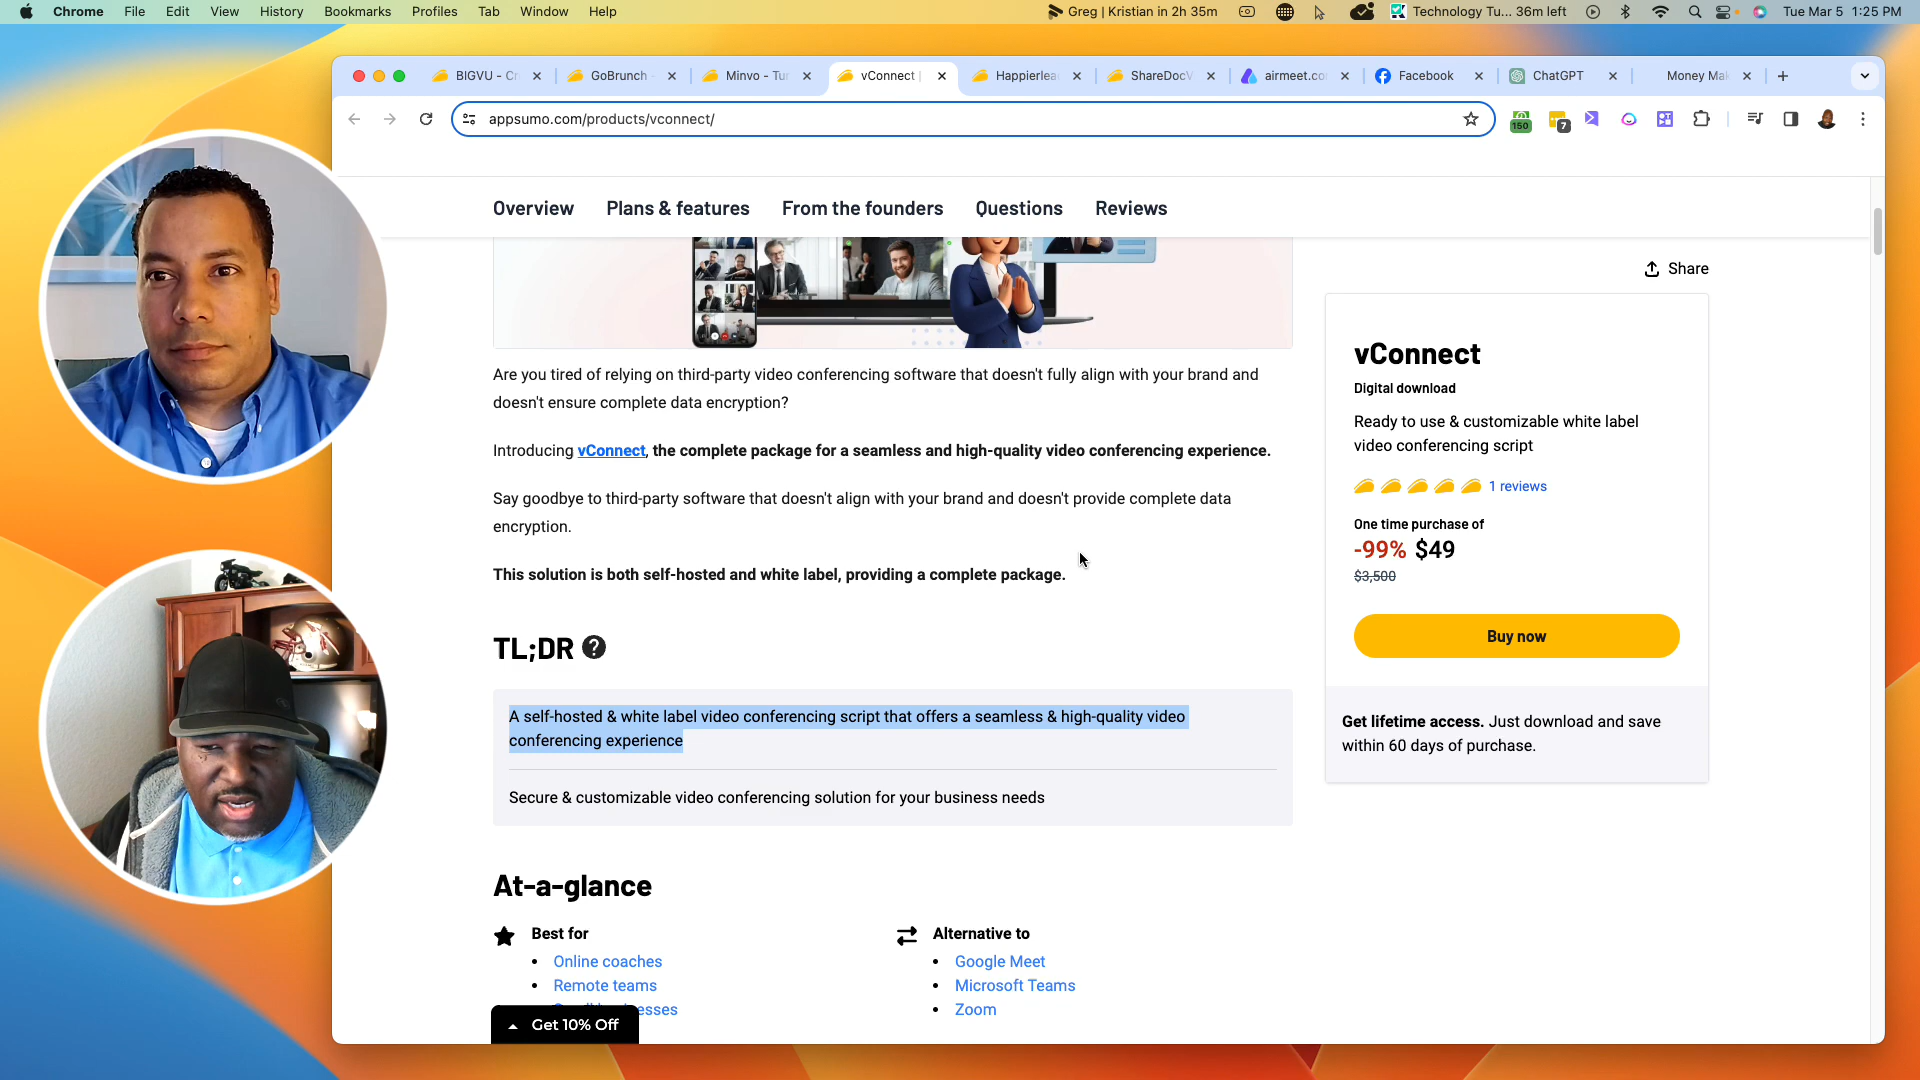 Chrome File Edit View History Bookmarks Profiles Tab Window Help
Greg | Kristian in 2h 35m
Technology Tu... 36m left
Tue Mar 5 1:25 PM
BIGVU - Cr
GoBrunch -
Minvo - Tur
vConnect |
Happierlea
ShareDocV
airmeet.co
Facebook
ChatGPT
Money Mak
appsumo.com/products/vconnect/
150
7
Overview Plans & features From the founders Questions Reviews
Share
Are you tired of relying on third-party video conferencing software that doesn't fully align with your brand and
doesn't ensure complete data encryption?
Introducing vConnect, the complete package for a seamless and high-quality video conferencing experience.
Say goodbye to third-party software that doesn't align with your brand and doesn't provide complete data
encryption.
This solution is both self-hosted and white label, providing a complete package.
TL;DR ?
A self-hosted & white label video conferencing script that offers a seamless & high-quality video
conferencing experience
Secure & customizable video conferencing solution for your business needs
At-a-glance
Best for
Online coaches
Remote teams
esses
Alternative to
Google Meet
Microsoft Teams
Zoom
Get 10% Off
vConnect
Digital download
Ready to use & customizable white label
video conferencing script
1 reviews
One time purchase of
-99% $49
$3,500
Buy now
Get lifetime access. Just download and save
within 60 days of purchase.